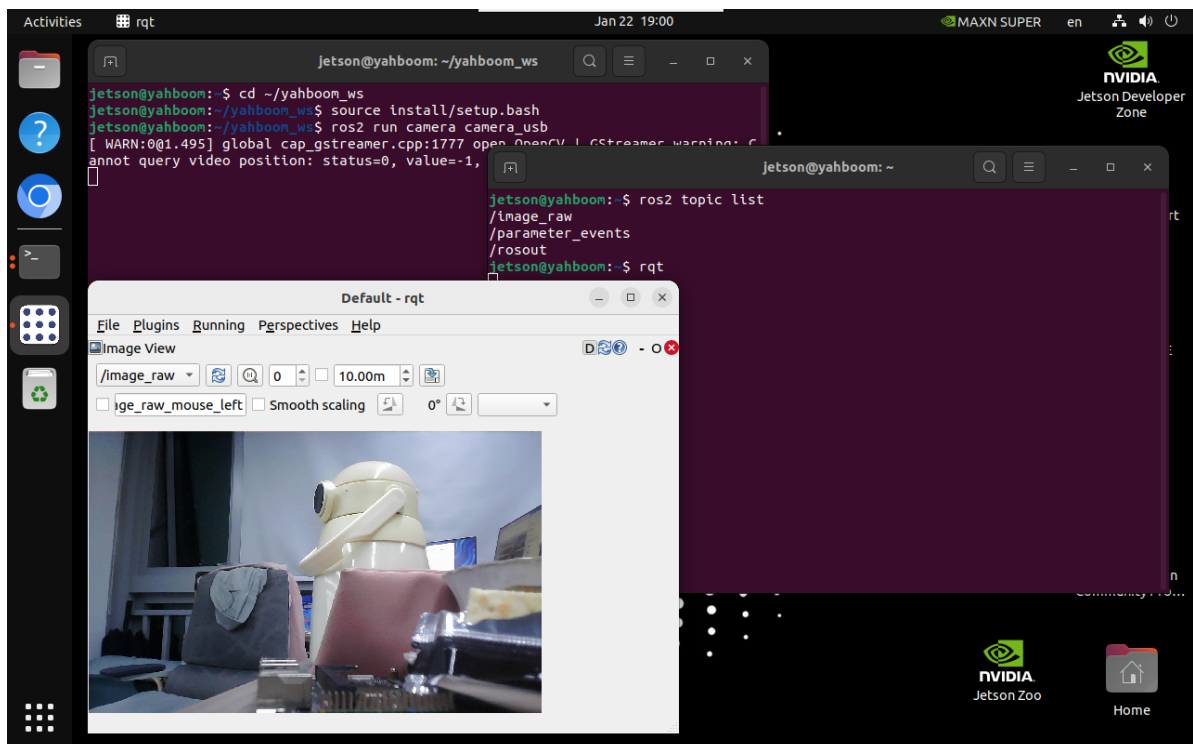 Activities
rqt
Jan 22 19:00
MAXN SUPER
en
jetson@yahboom: ~/yahboom_ws
jetson@yahboom:~$ cd ~/yahboom_ws
jetson@yahboom:~/yahboom_ws$ source install/setup.bash
jetson@yahboom:~/yahboom_ws$ ros2 run camera camera_usb
[ WARN:0@1.495] global cap_gstreamer.cpp:1777 open OpenCV | GStreamer warning: C
annot query video position: status=0, value=-1,
jetson@yahboom: ~
jetson@yahboom:~$ ros2 topic list
/image_raw
/parameter_events
/rosout
jetson@yahboom:~$ rqt
Default - rqt
File Plugins Running Perspectives Help
Image View
D
- O
/image_raw
0
10.00m
age_raw_mouse_left
Smooth scaling
0°
NVIDIA.
Jetson Developer
Zone
rt
n
NVIDIA.
Jetson Zoo
Home